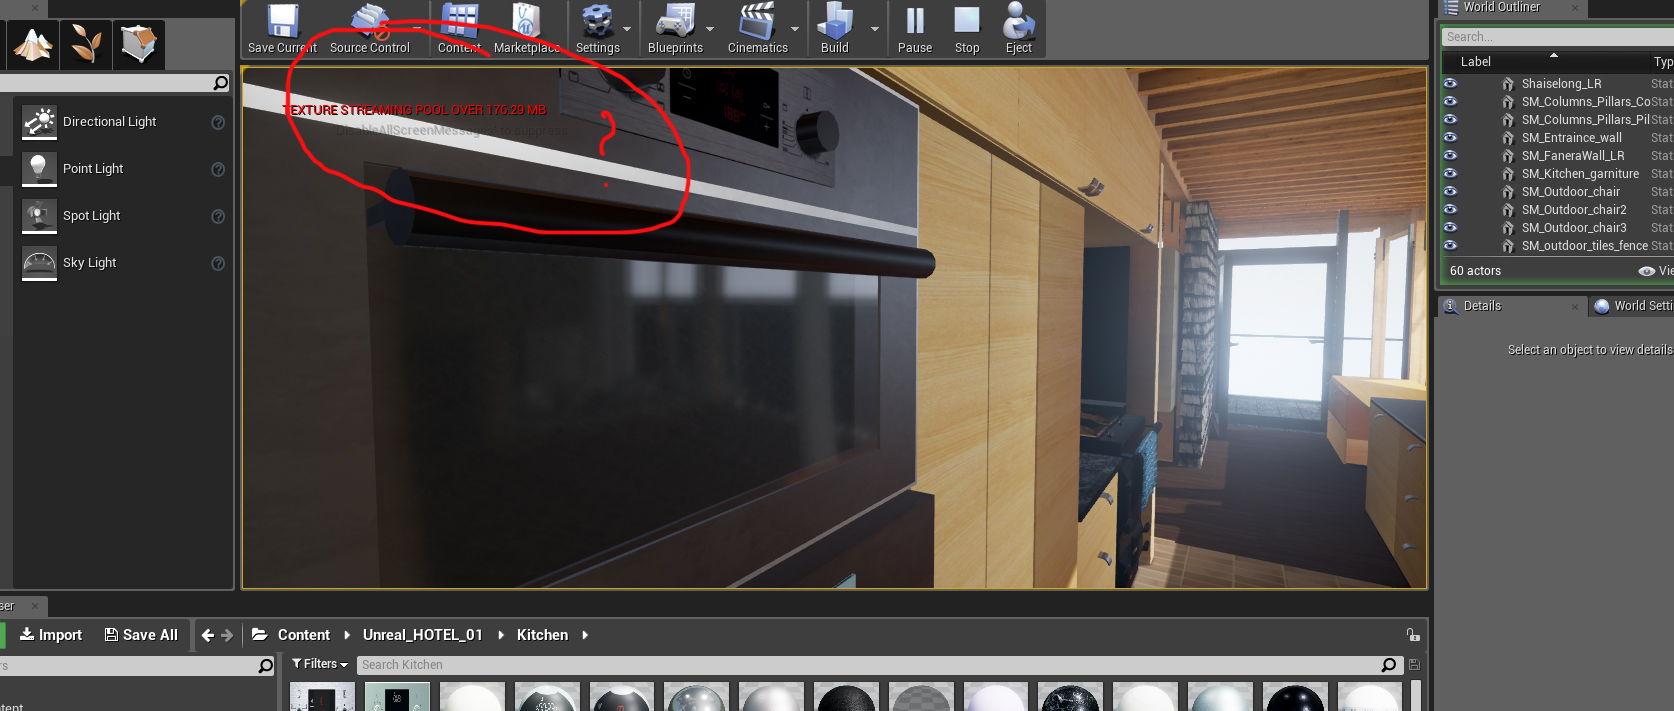 Save Current
Source Control
Content
Marketplace
Settings
Blueprints
Cinematics
Build
Pause
Stop
Eject
World Outliner
Search...
Label
Typ
Directional Light
Point Light
Spot Light
Sky Light
TEXTURE STREAMING POOL OVER 176.29 MB
'DisableAllScreenMessages' to suppress
?
Shaiselong_LR Stat
SM_Columns_Pillars_Co Stat
SM_Columns_Pillars_Pil Stat
SM_Entraince_wall Stat
SM_FaneraWall_LR Stat
SM_Kitchen_garniture Stat
SM_Outdoor_chair Stat
SM_Outdoor_chair2 Stat
SM_Outdoor_chair3 Stat
SM_outdoor_tiles_fence Stat
60 actors
Vie
Details
World Setti
Select an object to view details
ser
Import
Save All
Content
Unreal_HOTEL_01
Kitchen
rs
Filters
Search Kitchen
tent